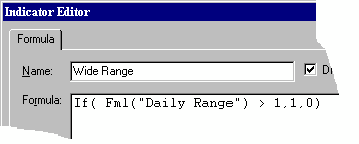 Indicator Editor
Formula
Name: Wide Range
Formula: If( Fml("Daily Range") > 1,1,0)